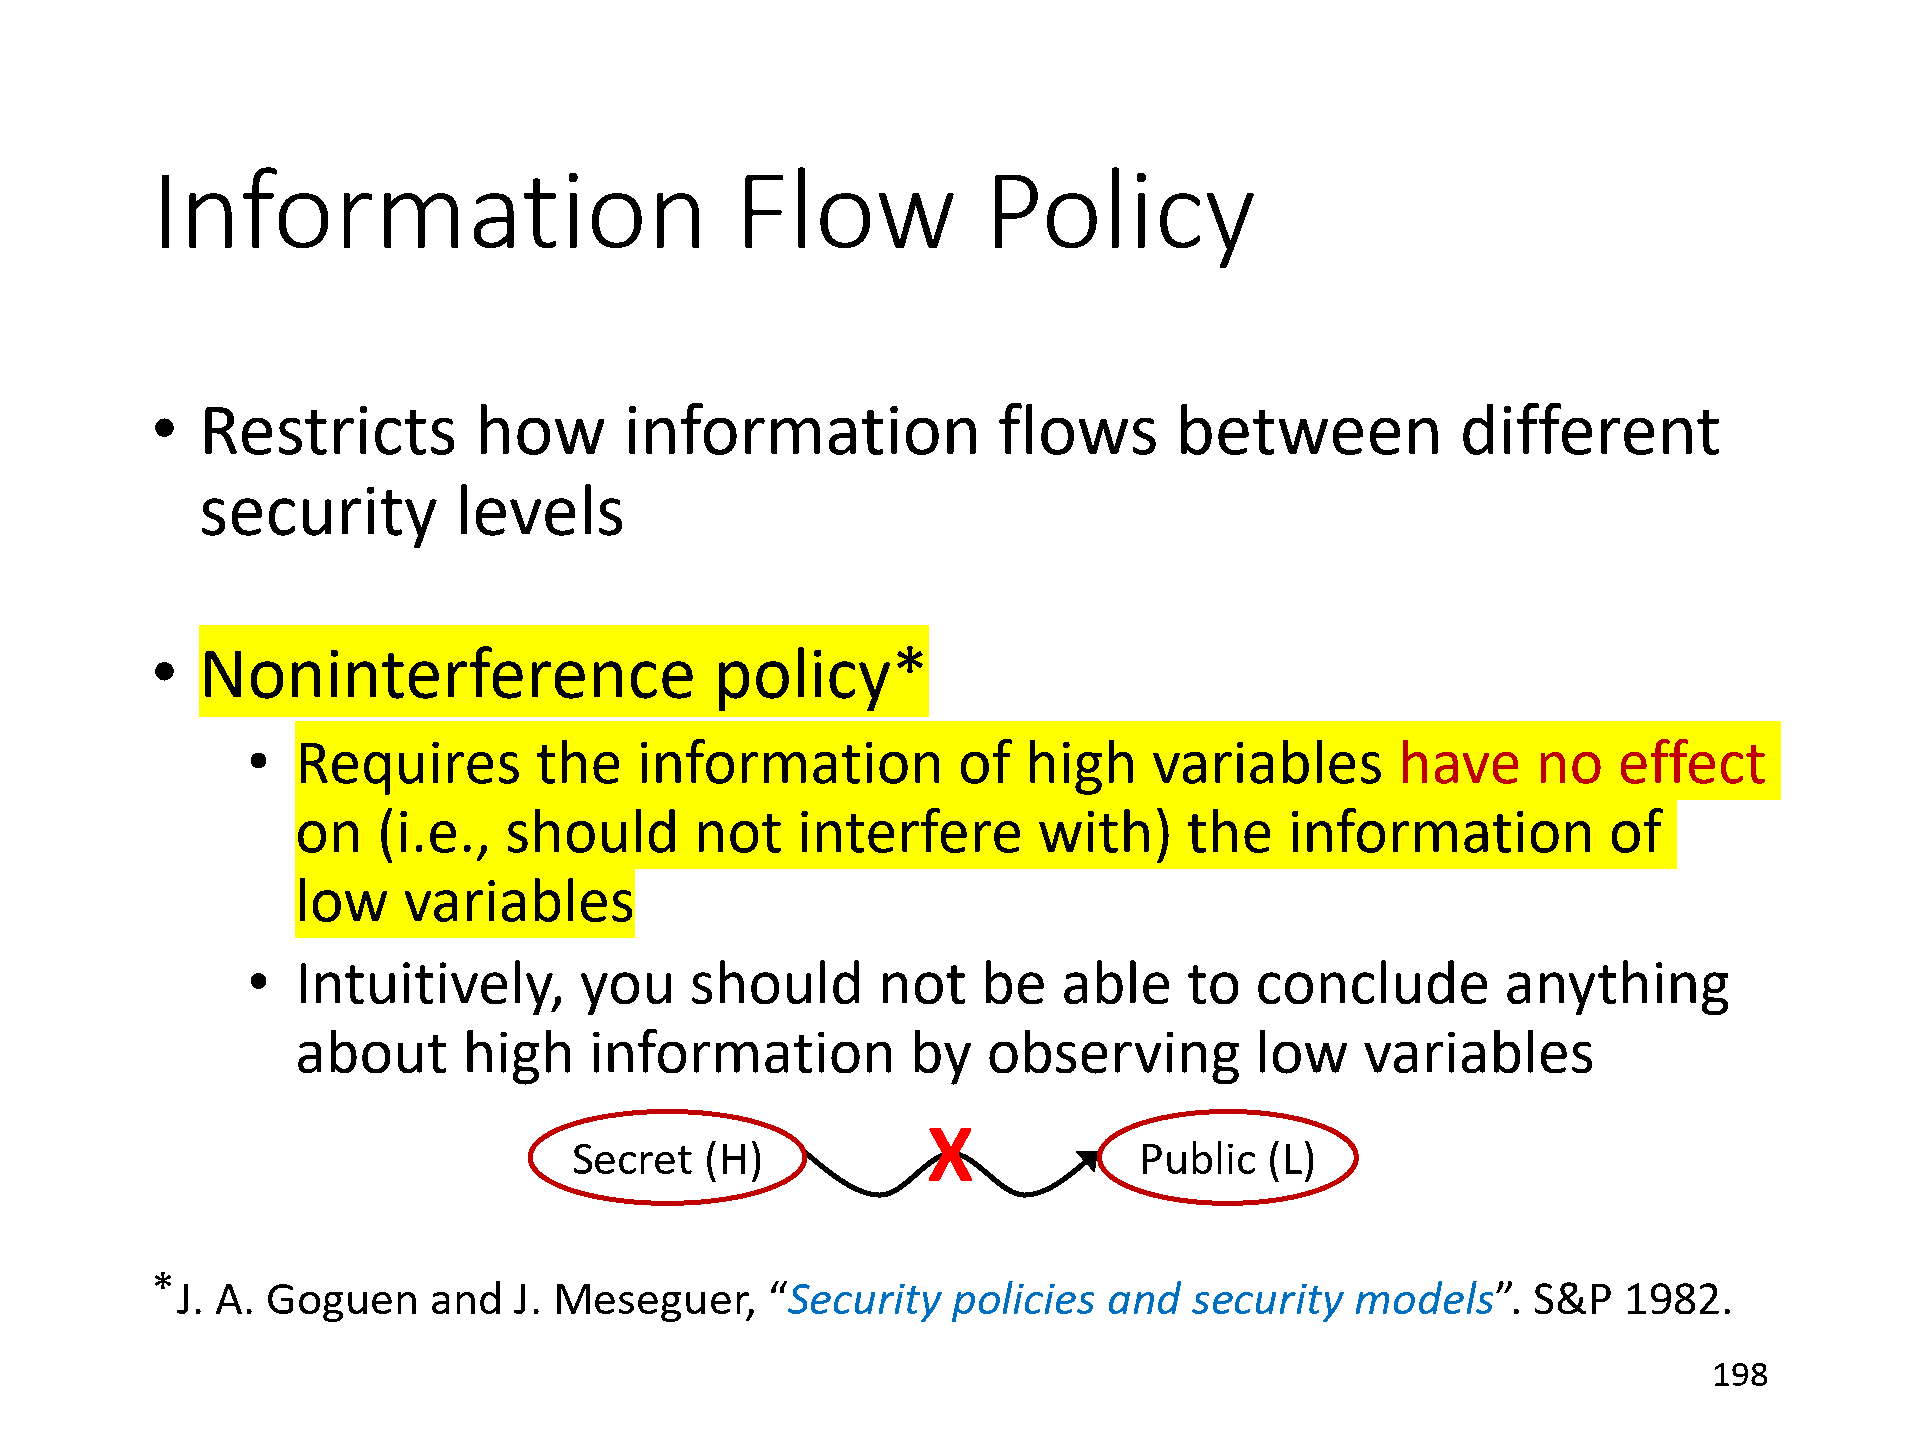 Information Flow Policy
• Restricts how information flows between different
security levels
• Noninterference policy*
• Requires the information of high variables have no effect
on (i.e., should not interfere with) the information of
low variables
• Intuitively, you should not be able to conclude anything
about high information by observing low variables
Secret (H) X Public (L)
*J. A. Goguen and J. Meseguer, “Security policies and security models”. S&P 1982.
198